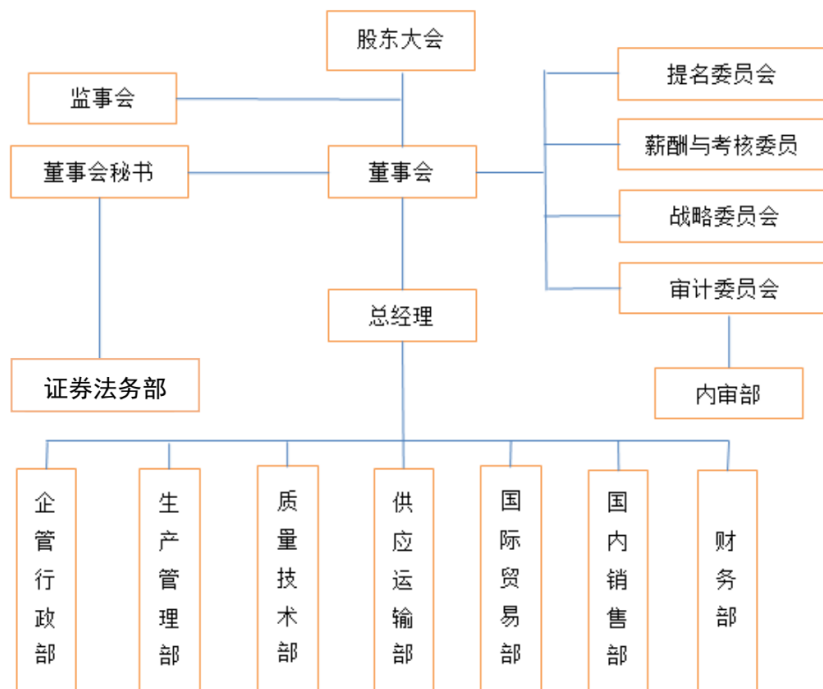 股东大会
监事会
提名委员会
薪酬与考核委员
董事会秘书
董事会
战略委员会
总经理
审计委员会
证券法务部
内审部
企管行政部
生产管理部
质量技术部
供应运输部
国际贸易部
国内销售部
财务部